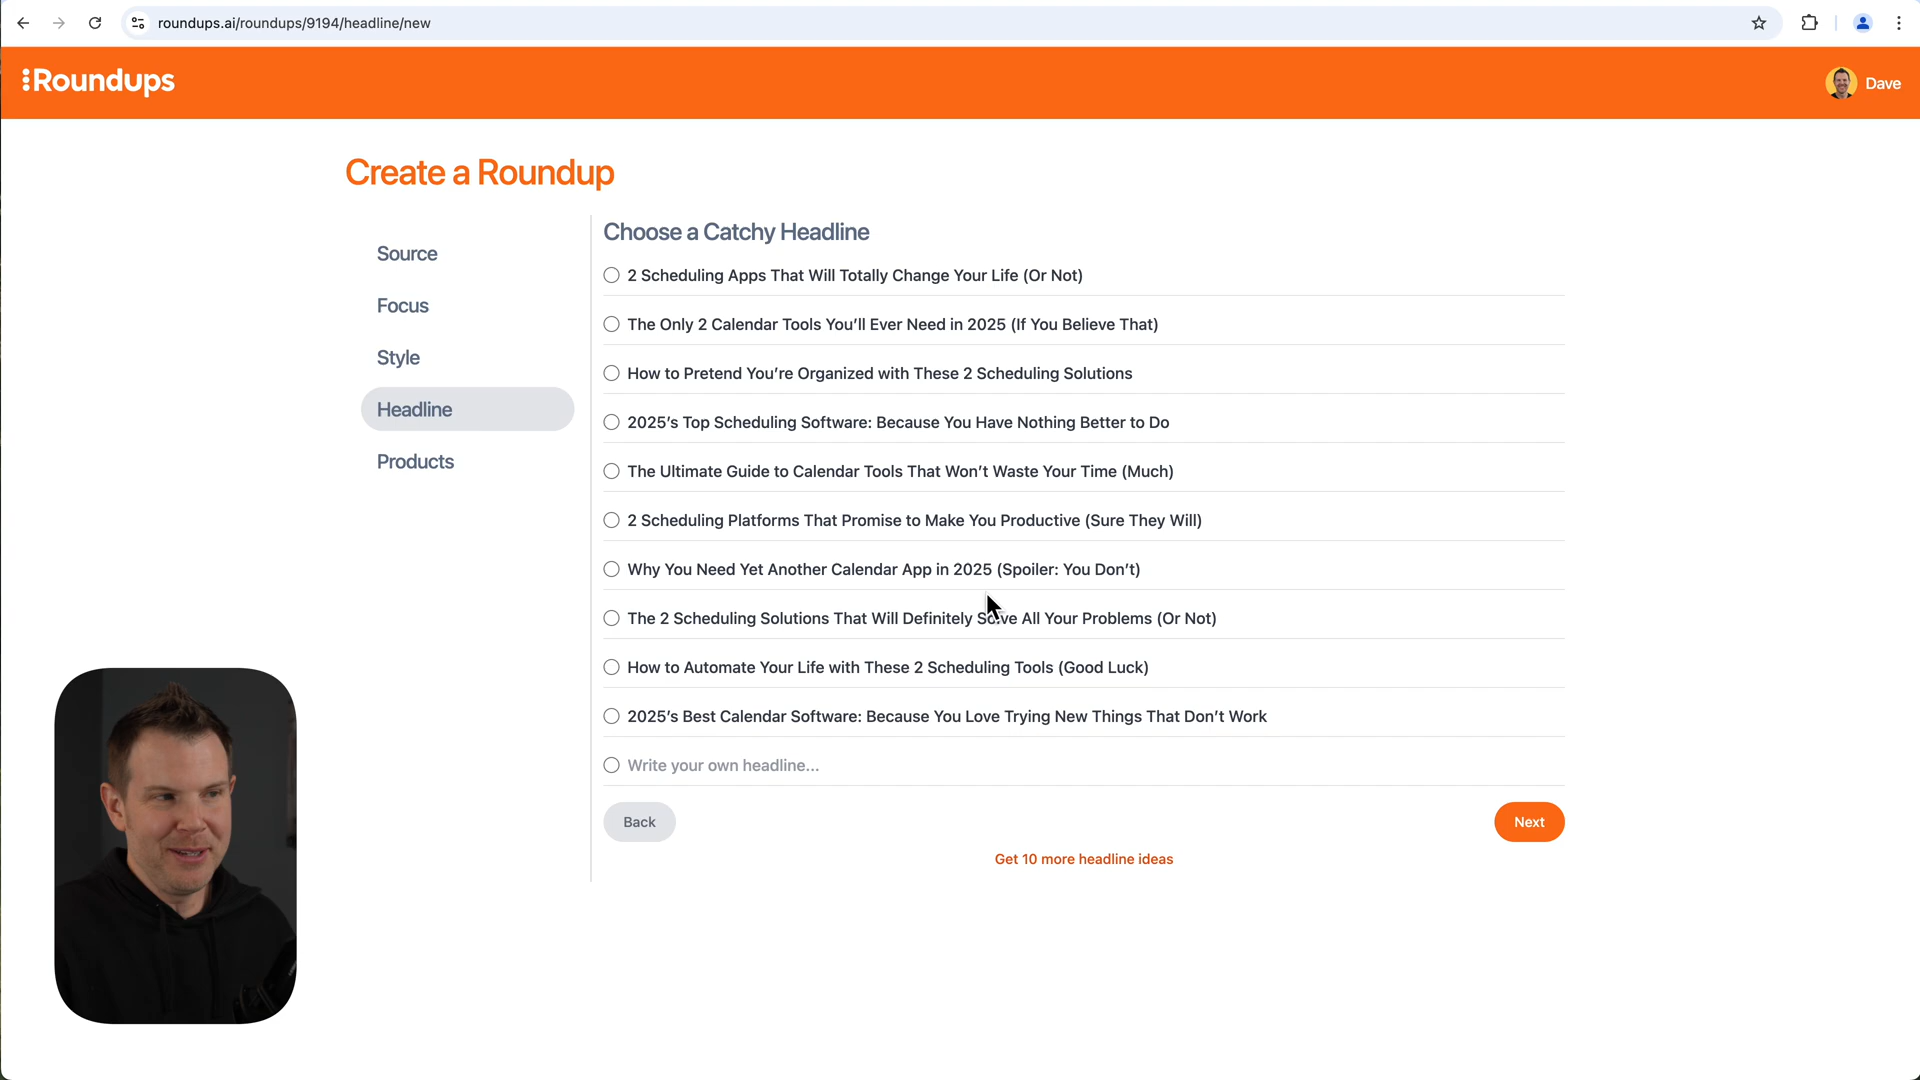 roundups.ai/roundups/9194/headline/new
Roundups
Dave
Create a Roundup
Source
Focus
Style
Headline
Products
Choose a Catchy Headline
2 Scheduling Apps That Will Totally Change Your Life (Or Not)
The Only 2 Calendar Tools You’ll Ever Need in 2025 (If You Believe That)
How to Pretend You’re Organized with These 2 Scheduling Solutions
2025’s Top Scheduling Software: Because You Have Nothing Better to Do
The Ultimate Guide to Calendar Tools That Won’t Waste Your Time (Much)
2 Scheduling Platforms That Promise to Make You Productive (Sure They Will)
Why You Need Yet Another Calendar App in 2025 (Spoiler: You Don’t)
The 2 Scheduling Solutions That Will Definitely Solve All Your Problems (Or Not)
How to Automate Your Life with These 2 Scheduling Tools (Good Luck)
2025’s Best Calendar Software: Because You Love Trying New Things That Don’t Work
Write your own headline...
Back
Next
Get 10 more headline ideas